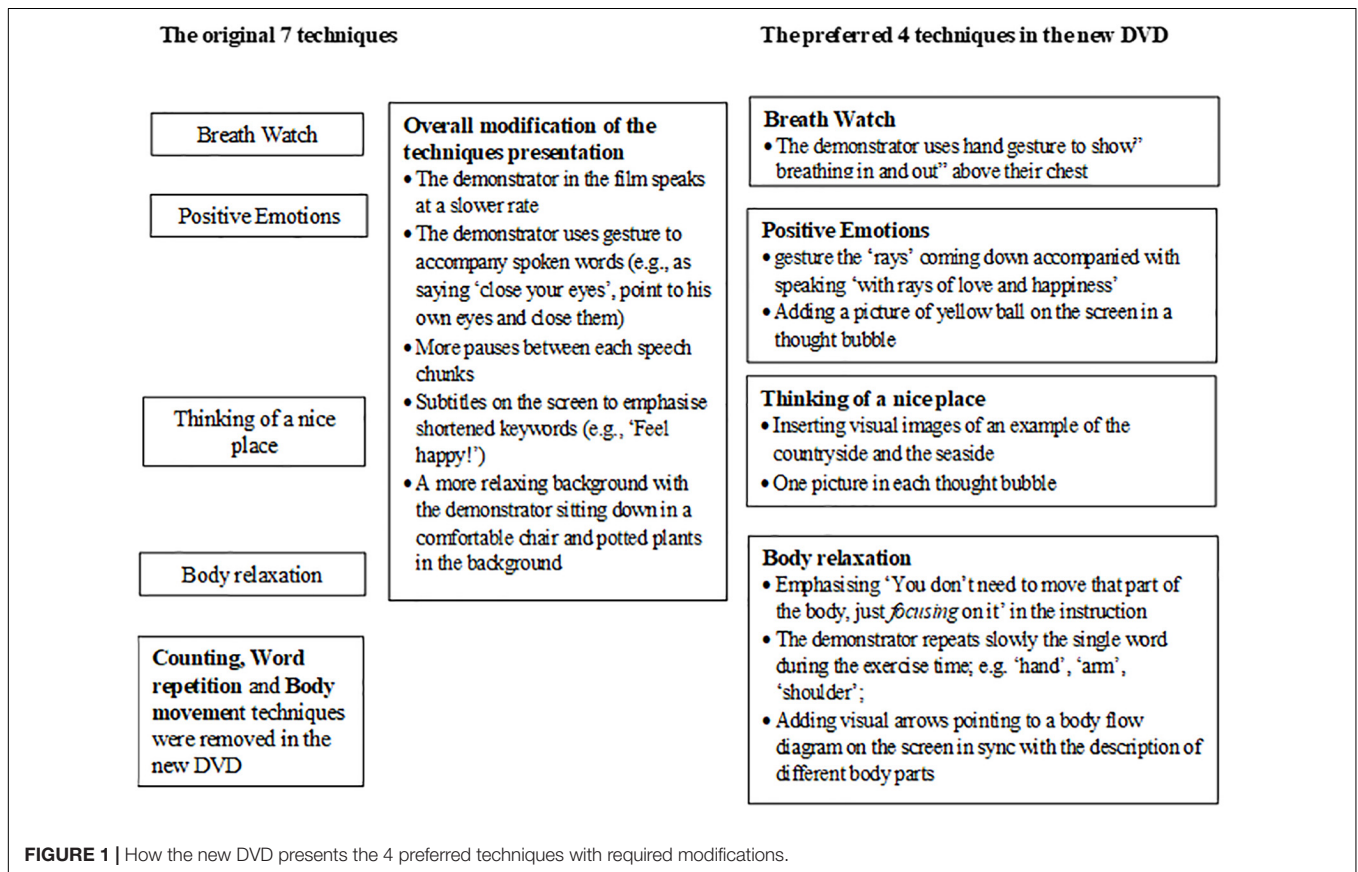 The original 7 techniques
The preferred 4 techniques in the new DVD
Breath Watch
Positive Emotions
Thinking of a nice
place
Body relaxation
Counting, Word
repetition and Body
movement techniques
were removed in the
new DVD
Overall modification of the
techniques presentation
• The demonstrator in the film speaks
at a slower rate
• The demonstrator uses gesture to
accompany spoken words (e.g., as
saying ‘close your eyes’, point to his
own eyes and close them)
• More pauses between each speech
chunks
• Subtitles on the screen to emphasise
shortened keywords (e.g., ‘Feel
happy!’)
• A more relaxing background with
the demonstrator sitting down in a
comfortable chair and potted plants
in the background
Breath Watch
• The demonstrator uses hand gesture to show”
breathing in and out” above their chest
Positive Emotions
• gesture the ‘rays’ coming down accompanied with
speaking ‘with rays of love and happiness’
• Adding a picture of yellow ball on the screen in a
thought bubble
Thinking of a nice place
• Inserting visual images of an example of the
countryside and the seaside
• One picture in each thought bubble
Body relaxation
• Emphasising ‘You don’t need to move that part of
the body, just focusing on it’ in the instruction
• The demonstrator repeats slowly the single word
during the exercise time; e.g. ‘hand’, ‘arm’,
‘shoulder’;
• Adding visual arrows pointing to a body flow
diagram on the screen in sync with the description of
different body parts
FIGURE 1 | How the new DVD presents the 4 preferred techniques with required modifications.